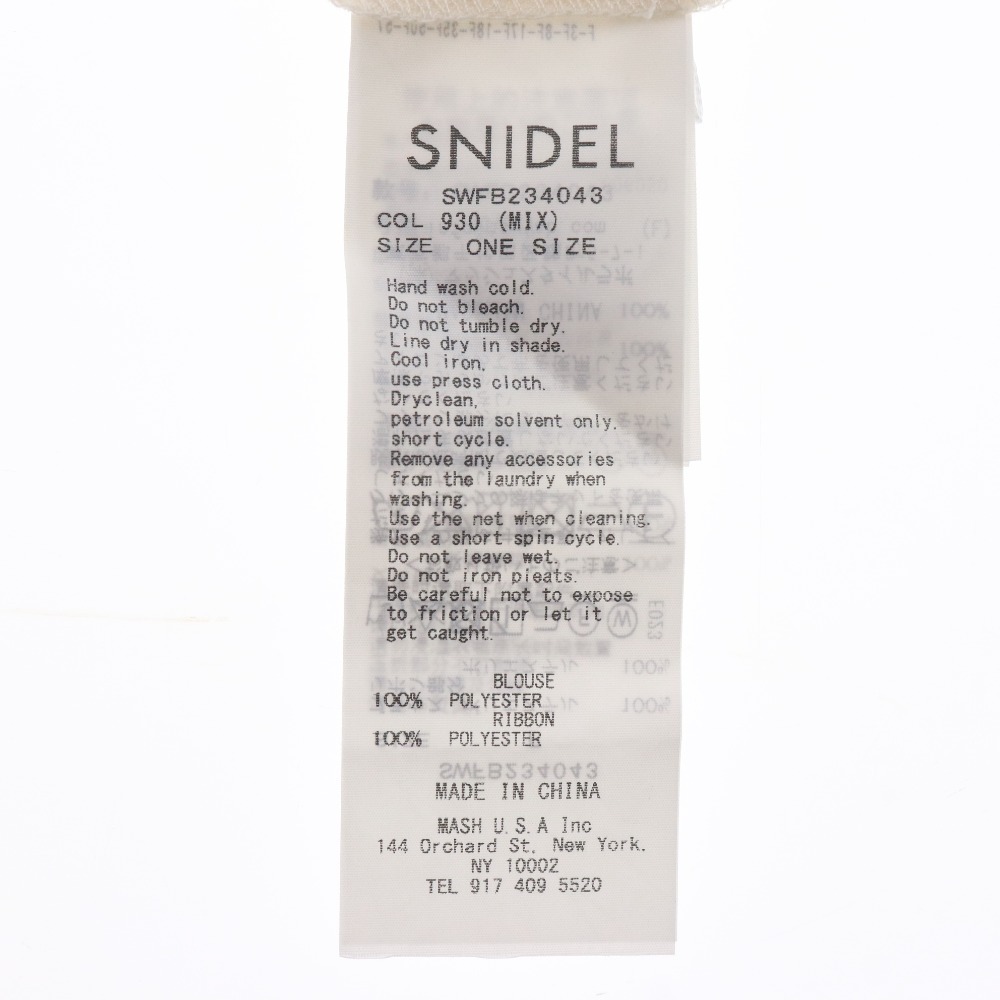 SNIDEL
SWFB234043
COL 930 (MIX)
SIZE ONE SIZE
Hand wash cold.
Do not bleach.
Do not tumble dry.
Line dry in shade.
Cool iron,
use press cloth.
Dryclean,
petroleum solvent only.
short cycle.
Remove any accessories
from the laundry when
washing.
Use the net when cleaning.
Use a short spin cycle.
Do not leave wet.
Do not iron pleats.
Be careful not to expose
to friction or let it
get caught.
BLOUSE
100% POLYESTER
RIBBON
100% POLYESTER
SWFB234043
MADE IN CHINA
MASH U.S.A Inc
144 Orchard St, New York.
NY 10002
TEL 917 409 5520